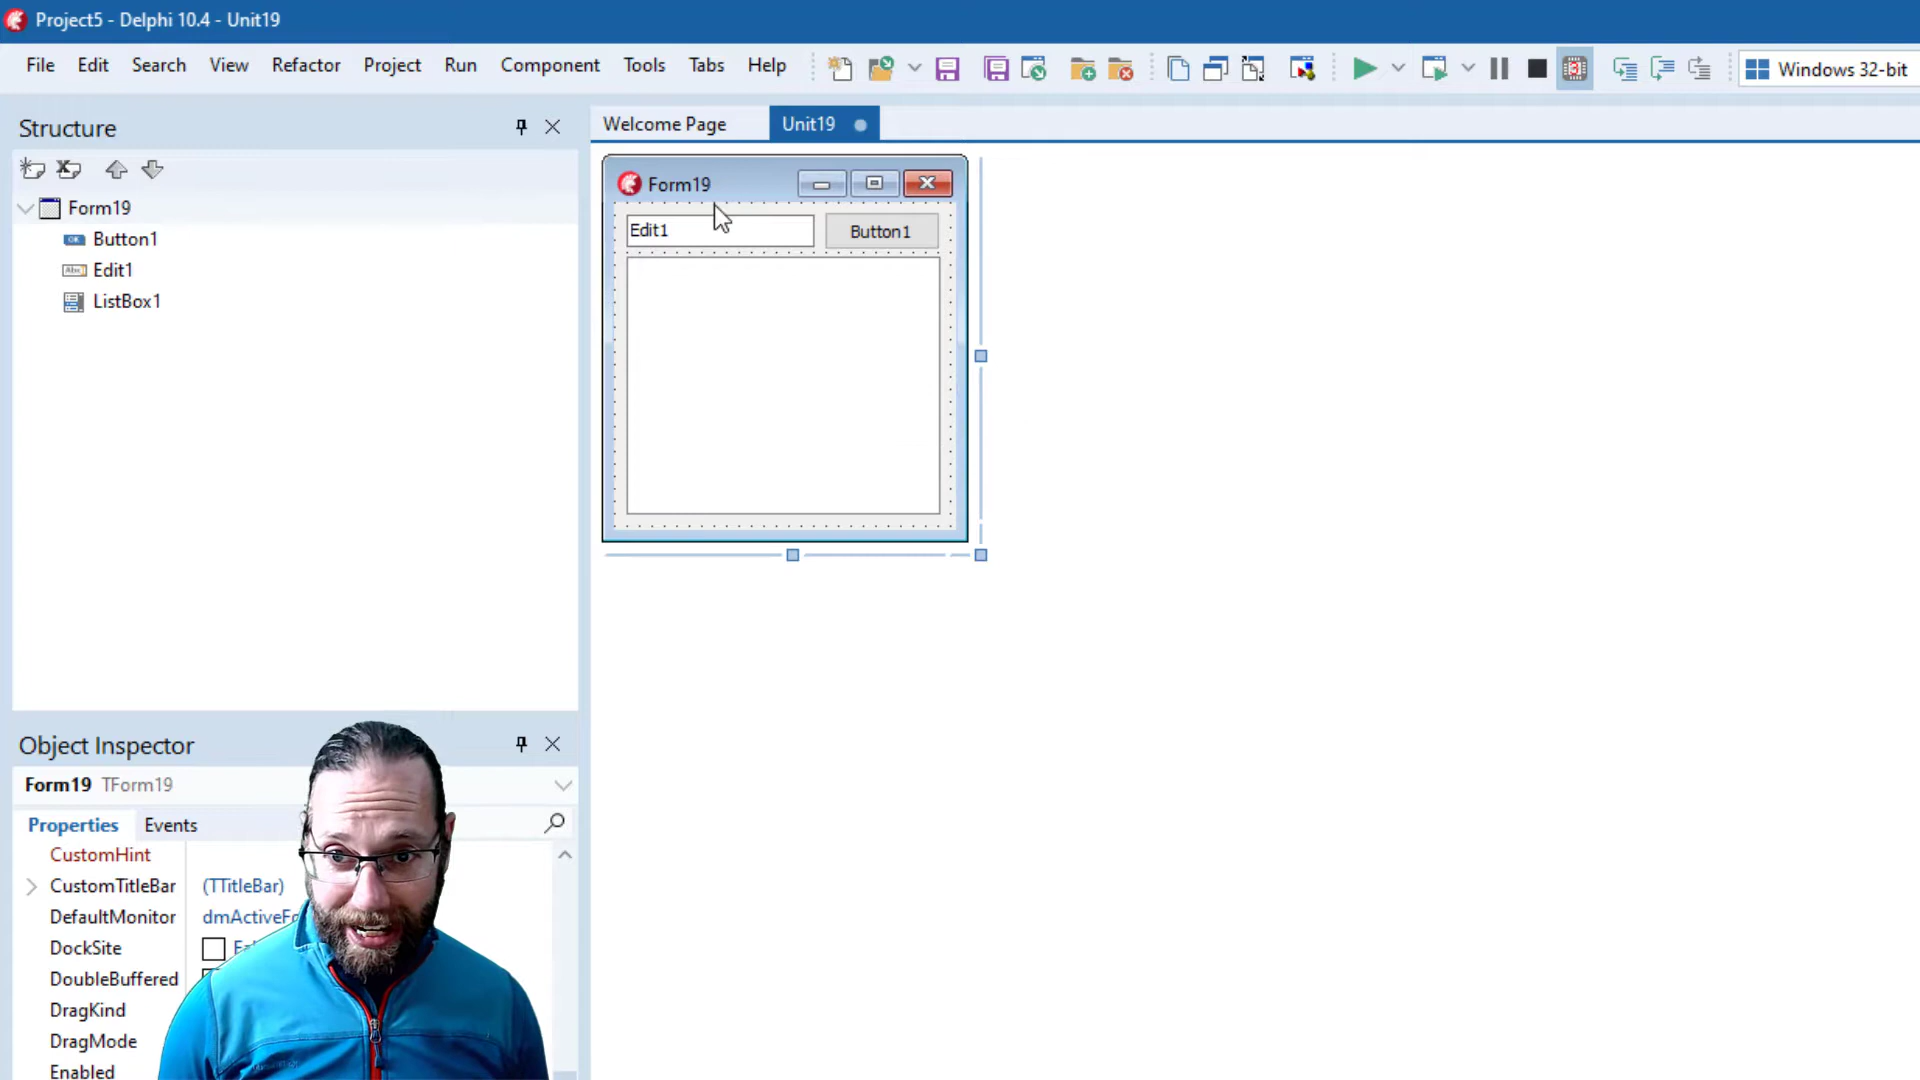 Project5 - Delphi 10.4 - Unit19
File Edit Search View Refactor Project Run Component Tools Tabs Help
Windows 32-bit
Structure
Welcome Page
Unit19
Form19
Button1
Edit1
ListBox1
Form19
Edit1
Button1
Object Inspector
Form19 TForm19
Properties Events
CustomHint
CustomTitleBar (TTitleBar)
DefaultMonitor dmActiveFo
DockSite
DoubleBuffered
DragKind
DragMode
Enabled